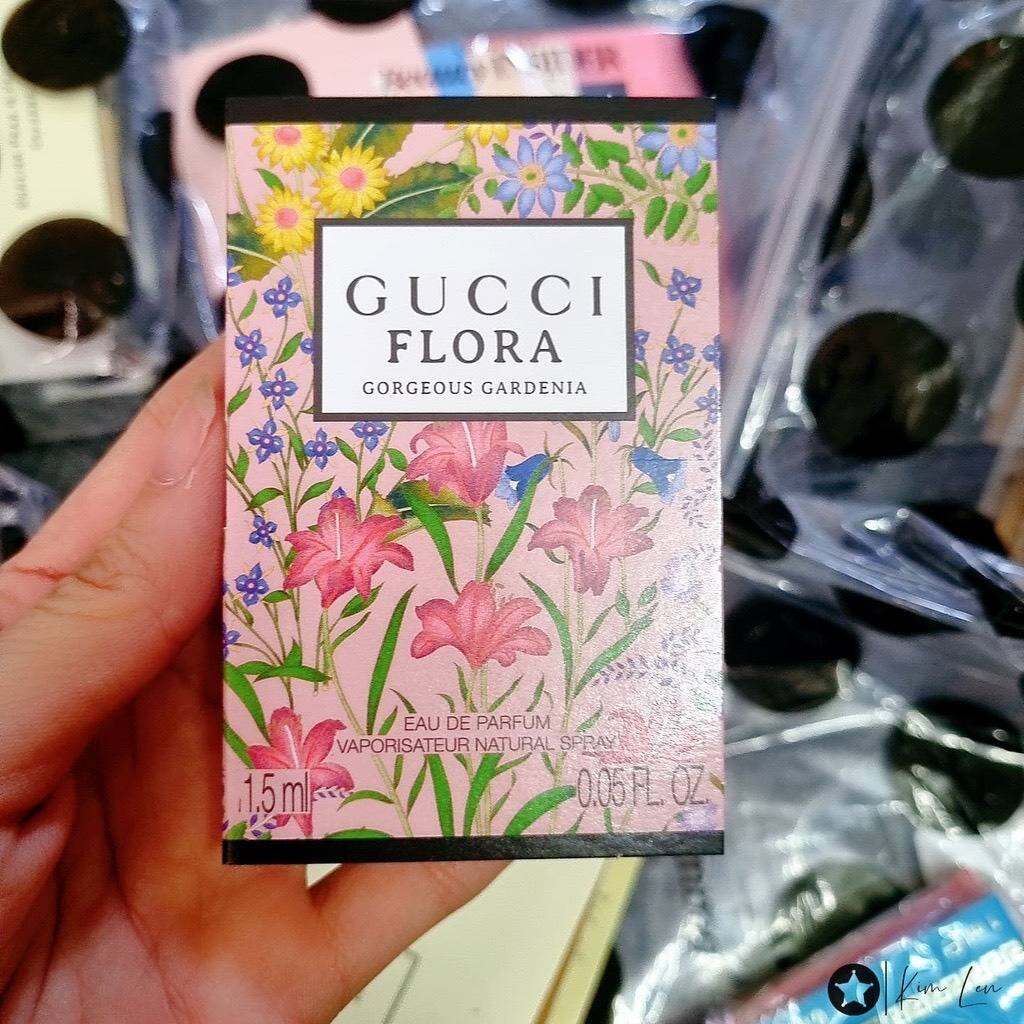 GUCCI
FLORA
GORGEOUS GARDENIA
EAU DE PARFUM
VAPORISATEUR NATURAL SPRAY
1.5 ml
0.05 FL. OZ.
Kim Len